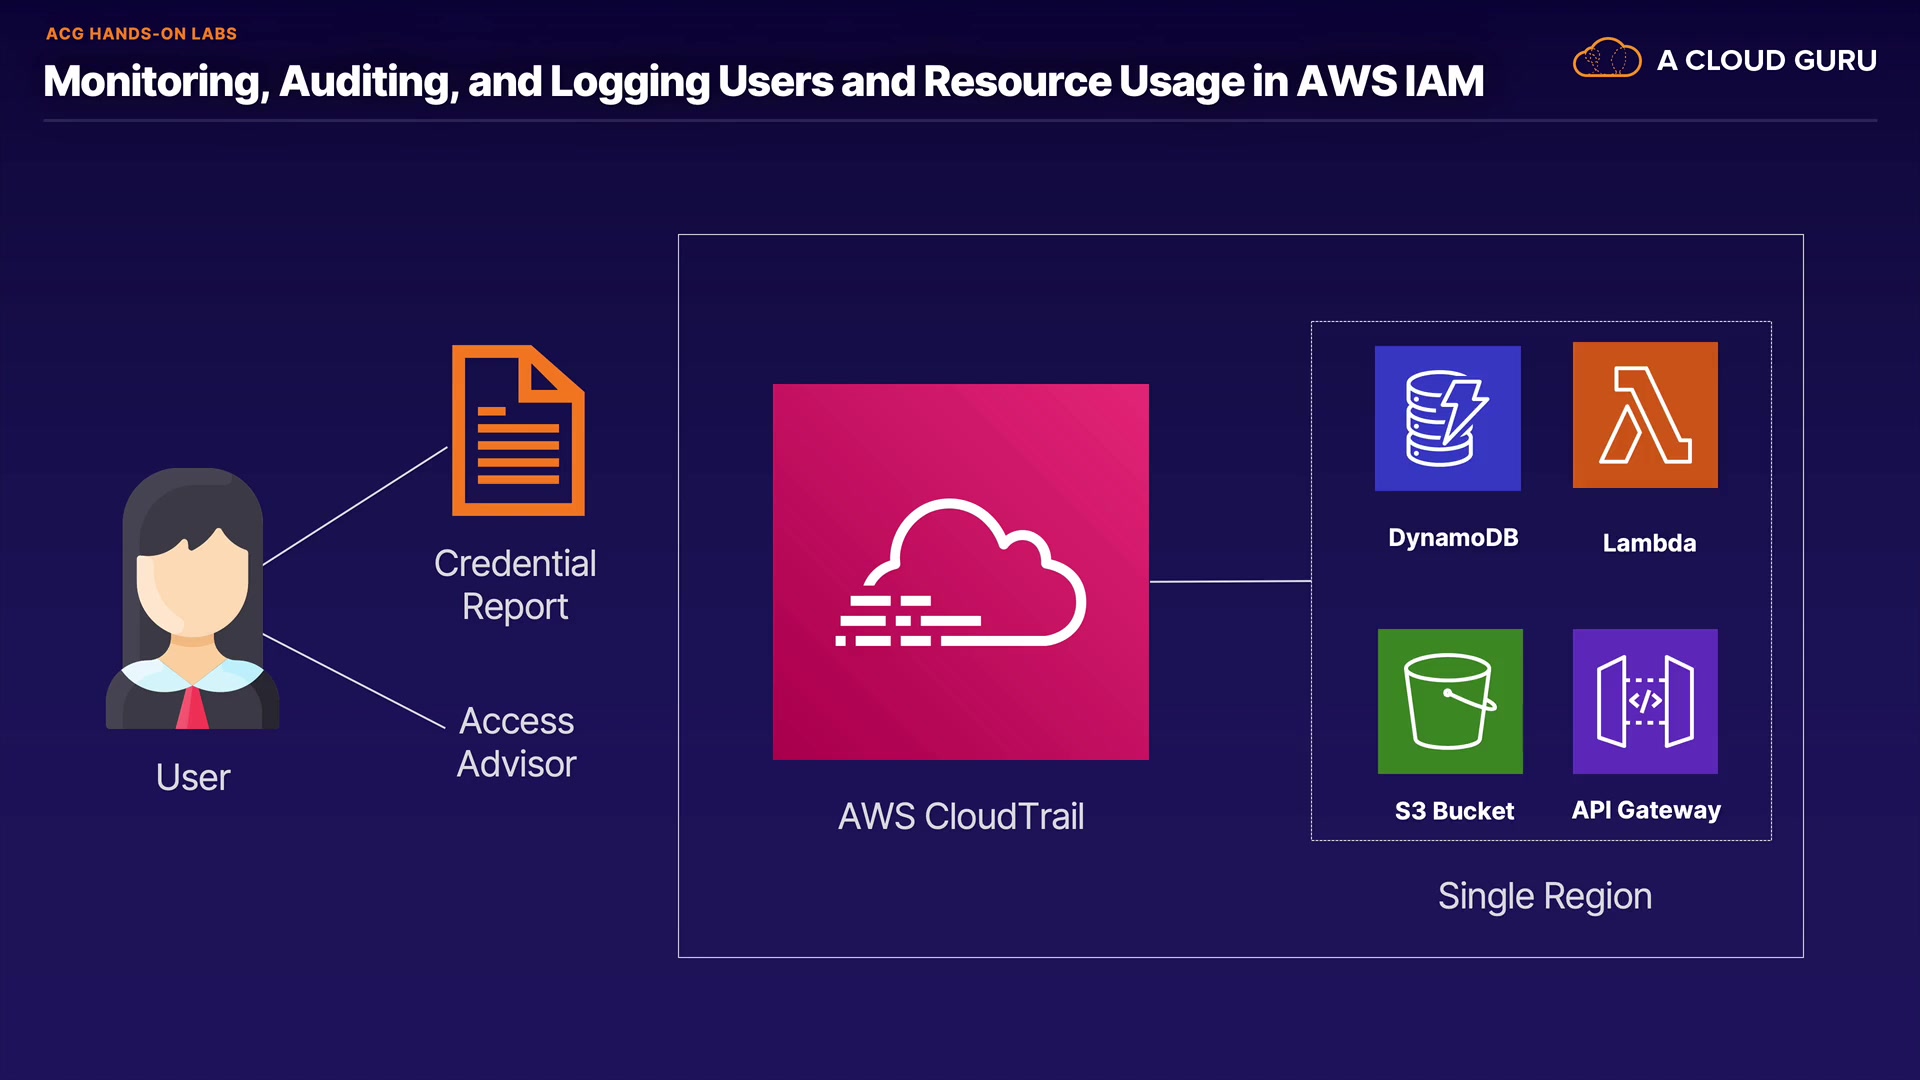 ACG HANDS-ON LABS
Monitoring, Auditing, and Logging Users and Resource Usage in AWS IAM
A CLOUD GURU
Credential
Report
Access
Advisor
User
AWS CloudTrail
DynamoDB
Lambda
S3 Bucket
API Gateway
Single Region